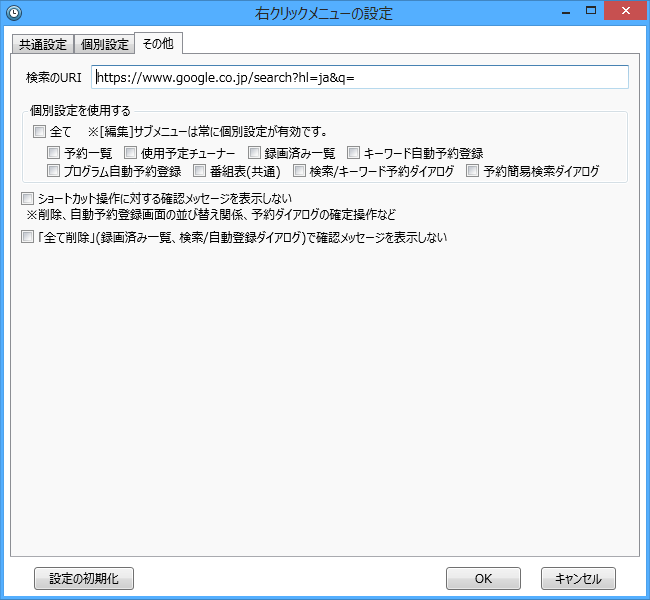 右クリックメニューの設定
共通設定 個別設定 その他
検索のURI https://www.google.co.jp/search?hl=ja&q=
個別設定を使用する
全て ※[編集]サブメニューは常に個別設定が有効です。
予約一覧 使用予定チューナー 録画済み一覧 キーワード自動予約登録
プログラム自動予約登録 番組表(共通) 検索/キーワード予約ダイアログ 予約簡易検索ダイアログ
ショートカット操作に対する確認メッセージを表示しない
※削除、自動予約登録画面の並び替え関係、予約ダイアログの確定操作など
「全て削除」(録画済み一覧、検索/自動登録ダイアログ)で確認メッセージを表示しない
設定の初期化 OK キャンセル